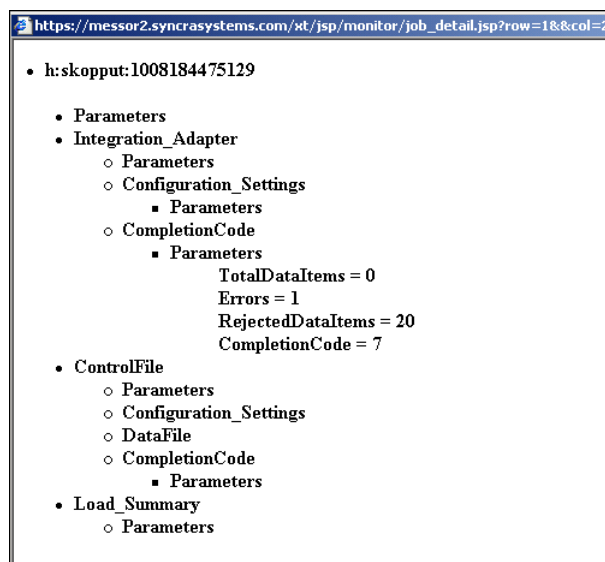 https://messor2.syncrasystems.com/xt/jsp/monitor/job_detail.jsp?row=1&&col=2
h:skopput:1008184475129
Parameters
Integration_Adapter
Parameters
Configuration_Settings
Parameters
CompletionCode
Parameters
TotalDataItems = 0
Errors = 1
RejectedDataItems = 20
CompletionCode = 7
ControlFile
Parameters
Configuration_Settings
DataFile
CompletionCode
Parameters
Load_Summary
Parameters